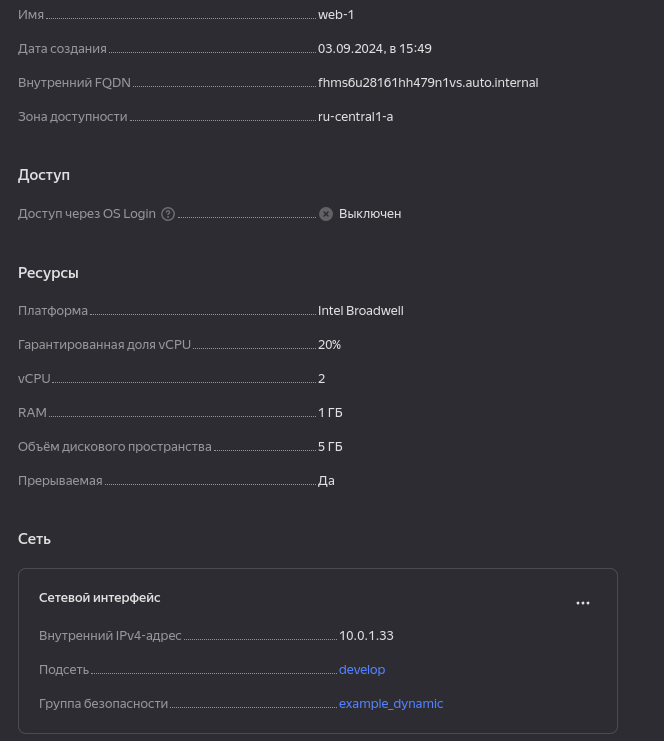 Имя web-1
Дата создания 03.09.2024, в 15:49
Внутренний FQDN fhms6u28161hh479n1vs.auto.internal
Зона доступности ru-central1-a
Доступ
Доступ через OS Login ? Выключен
Ресурсы
Платформа Intel Broadwell
Гарантированная доля vCPU 20%
vCPU 2
RAM 1 ГБ
Объём дискового пространства 5 ГБ
Прерываемая Да
Сеть
Сетевой интерфейс
Внутренний IPv4-адрес 10.0.1.33
Подсеть develop
Группа безопасности example_dynamic